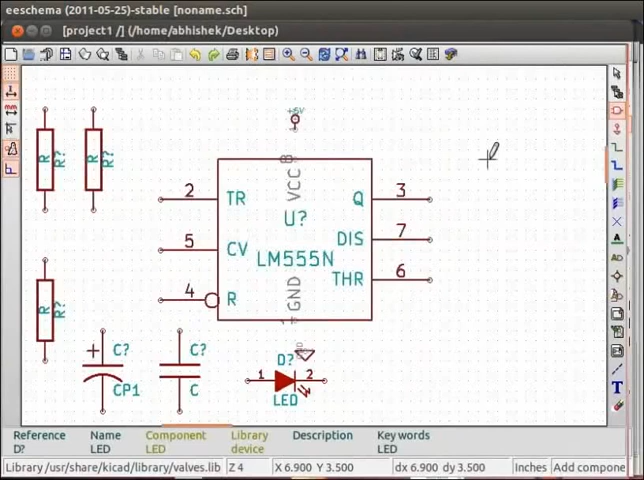 eeschema (2011-05-25)-stable [noname.sch]
[project1 /] (/home/abhishek/Desktop)
+5V
R R?
R R?
8
VCC
2 TR
Q 3
U?
5 CV
DIS 7
LM555N
THR 6
4 R
GND
1
R R?
C?
CP1
C?
C
D?
1 2
LED
Reference Name Component Library Description Key words
D? LED LED device LED
Library /usr/share/kicad/library/valves.lib Z 4 X 6.900 Y 3.500 dx 6.900 dy 3.500 Inches Add compone